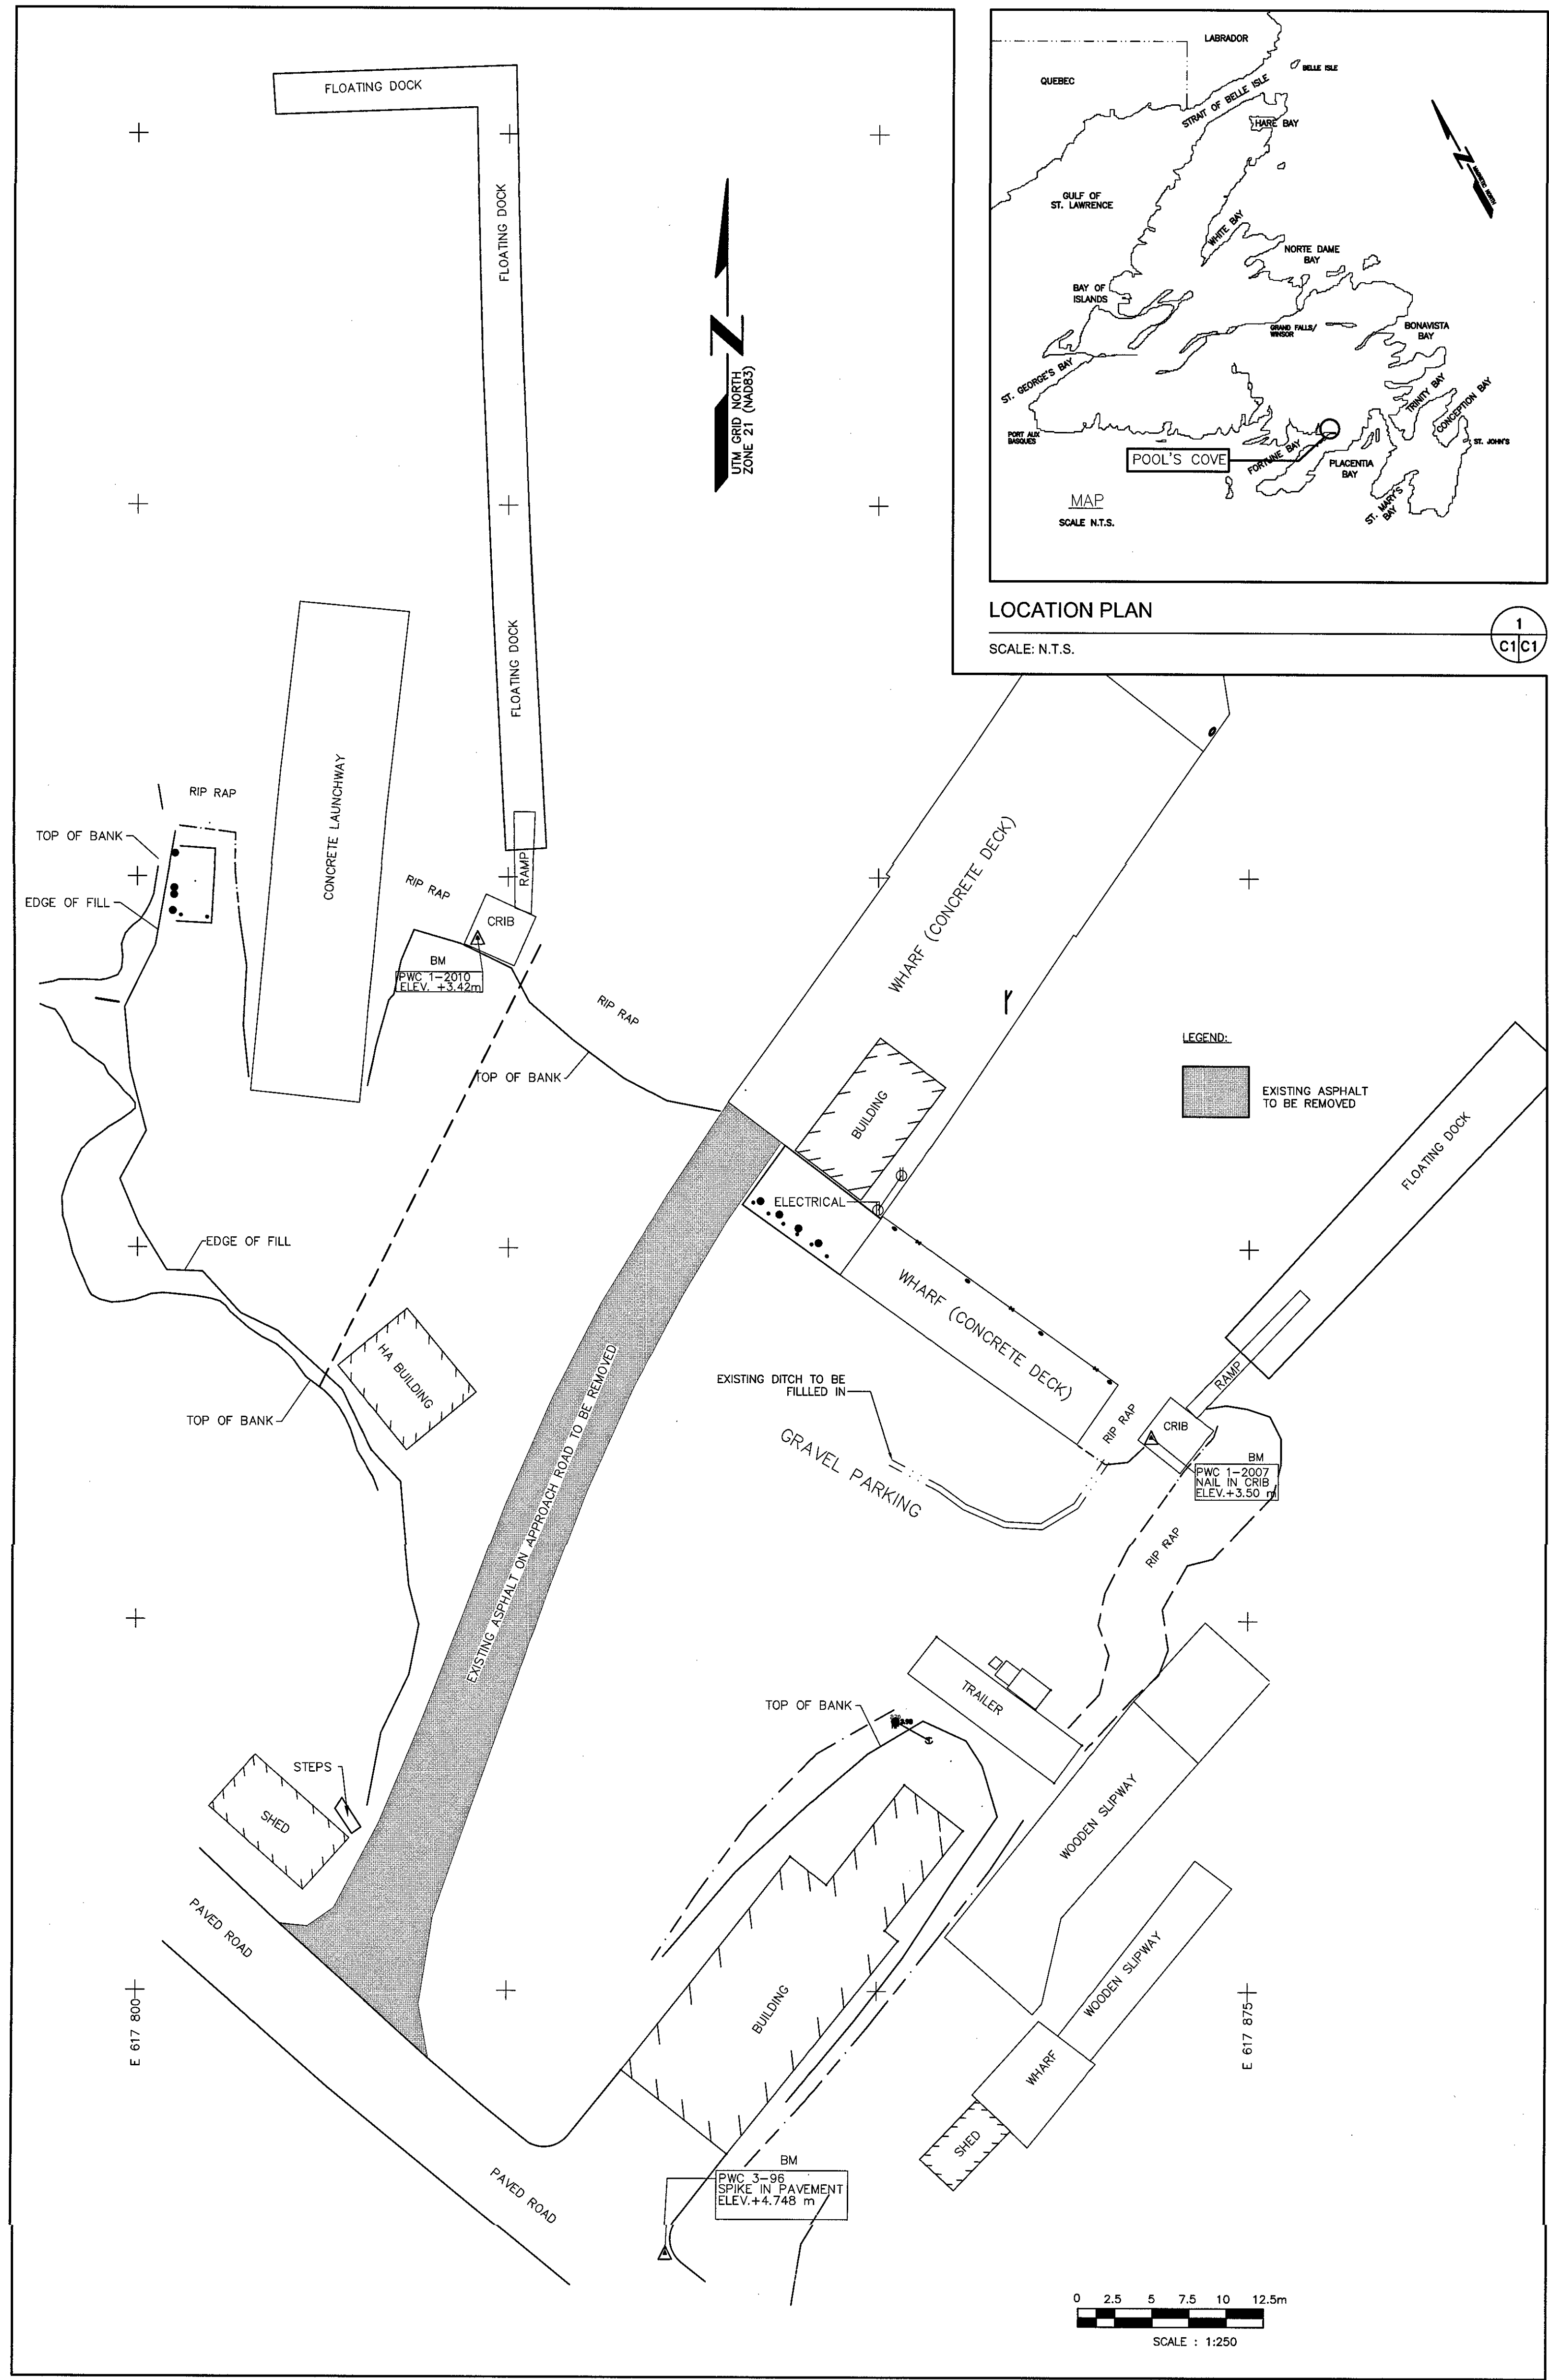 FLOATING DOCK
FLOATING DOCK
FLOATING DOCK
N
UTM GRID NORTH
ZONE 21 (NAD83)
LABRADOR
BELLE ISLE
QUEBEC
STRAIT OF BELLE ISLE
HARE BAY
N
MAGNETIC NORTH
GULF OF
ST. LAWRENCE
WHITE BAY
NORTE DAME
BAY
BAY OF
ISLANDS
GRAND FALLS/
WINSOR
BONAVISTA
BAY
ST. GEORGE'S BAY
TRINITY BAY
CONCEPTION BAY
PORT AUX
BASQUES
ST. JOHN'S
POOL'S COVE
FORTUNE BAY
PLACENTIA
BAY
ST. MARY'S
BAY
MAP
SCALE N.T.S.
LOCATION PLAN
SCALE: N.T.S.
1
C1 C1
RIP RAP
TOP OF BANK
EDGE OF FILL
CONCRETE LAUNCHWAY
RIP RAP
RAMP
CRIB
BM
PWC 1-2010
ELEV. +3.42m
RIP RAP
TOP OF BANK
WHARF (CONCRETE DECK)
BUILDING
ELECTRICAL
LEGEND:
EXISTING ASPHALT
TO BE REMOVED
FLOATING DOCK
EDGE OF FILL
HA BUILDING
TOP OF BANK
WHARF (CONCRETE DECK)
EXISTING DITCH TO BE
FILLLED IN
GRAVEL PARKING
RIP RAP
RAMP
CRIB
BM
PWC 1-2007
NAIL IN CRIB
ELEV.+3.50 m
RIP RAP
EXISTING ASPHALT ON APPROACH ROAD TO BE REMOVED
TRAILER
TOP OF BANK
STEPS
SHED
WOODEN SLIPWAY
PAVED ROAD
BUILDING
WOODEN SLIPWAY
E 617 800
E 617 875
WHARF
SHED
PAVED ROAD
BM
PWC 3-96
SPIKE IN PAVEMENT
ELEV.+4.748 m
0 2.5 5 7.5 10 12.5m
SCALE : 1:250